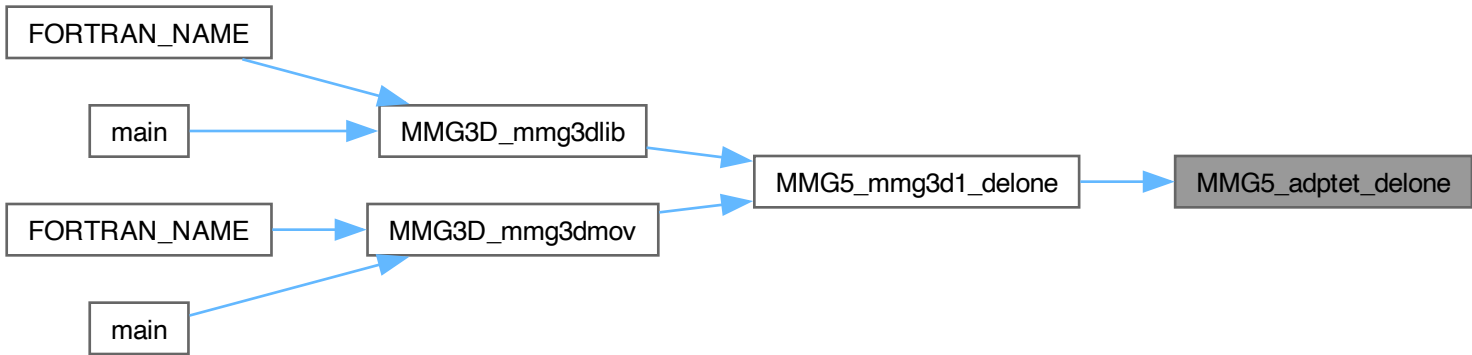 FORTRAN_NAME
main
MMG3D_mmg3dlib
MMG5_mmg3d1_delone
MMG5_adptet_delone
FORTRAN_NAME
MMG3D_mmg3dmov
main